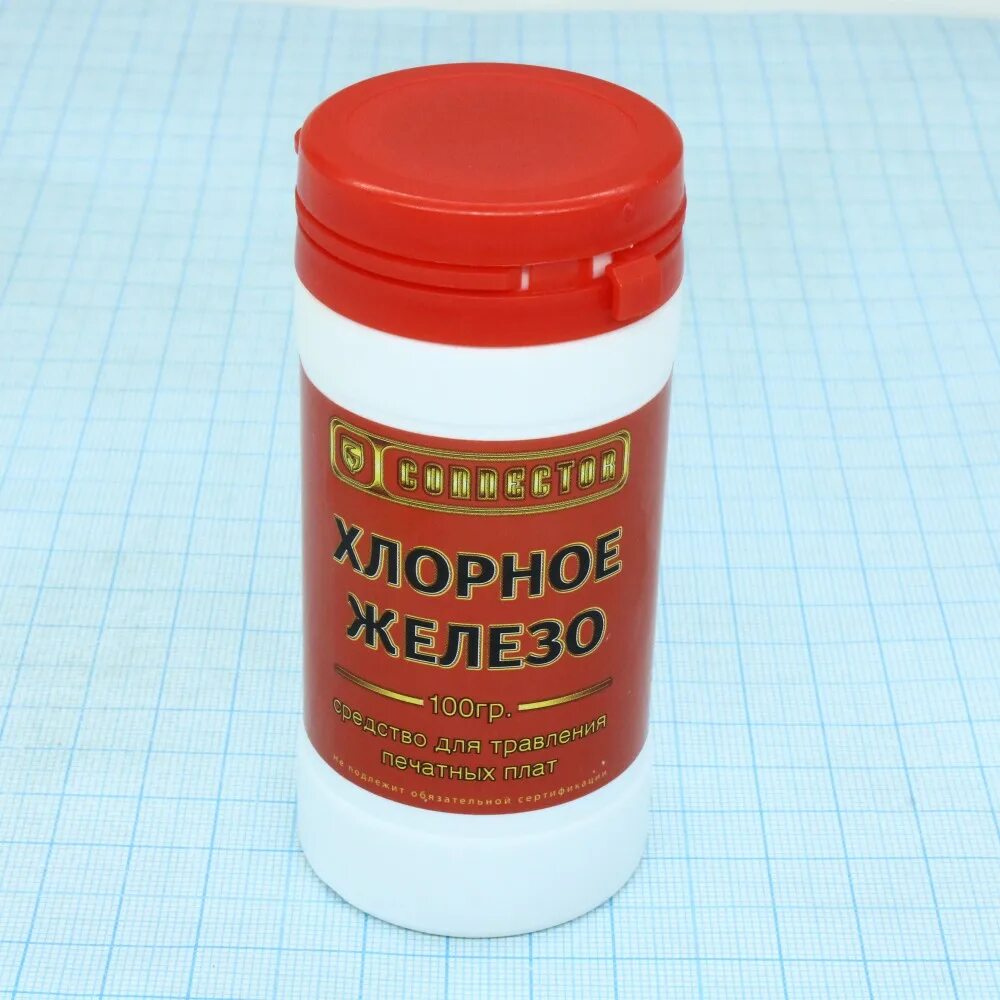 CONNECTOR
ХЛОРНОЕ
ЖЕЛЕЗО
100гр.
средство для травления
печатных плат
не подлежит обязательной сертификации